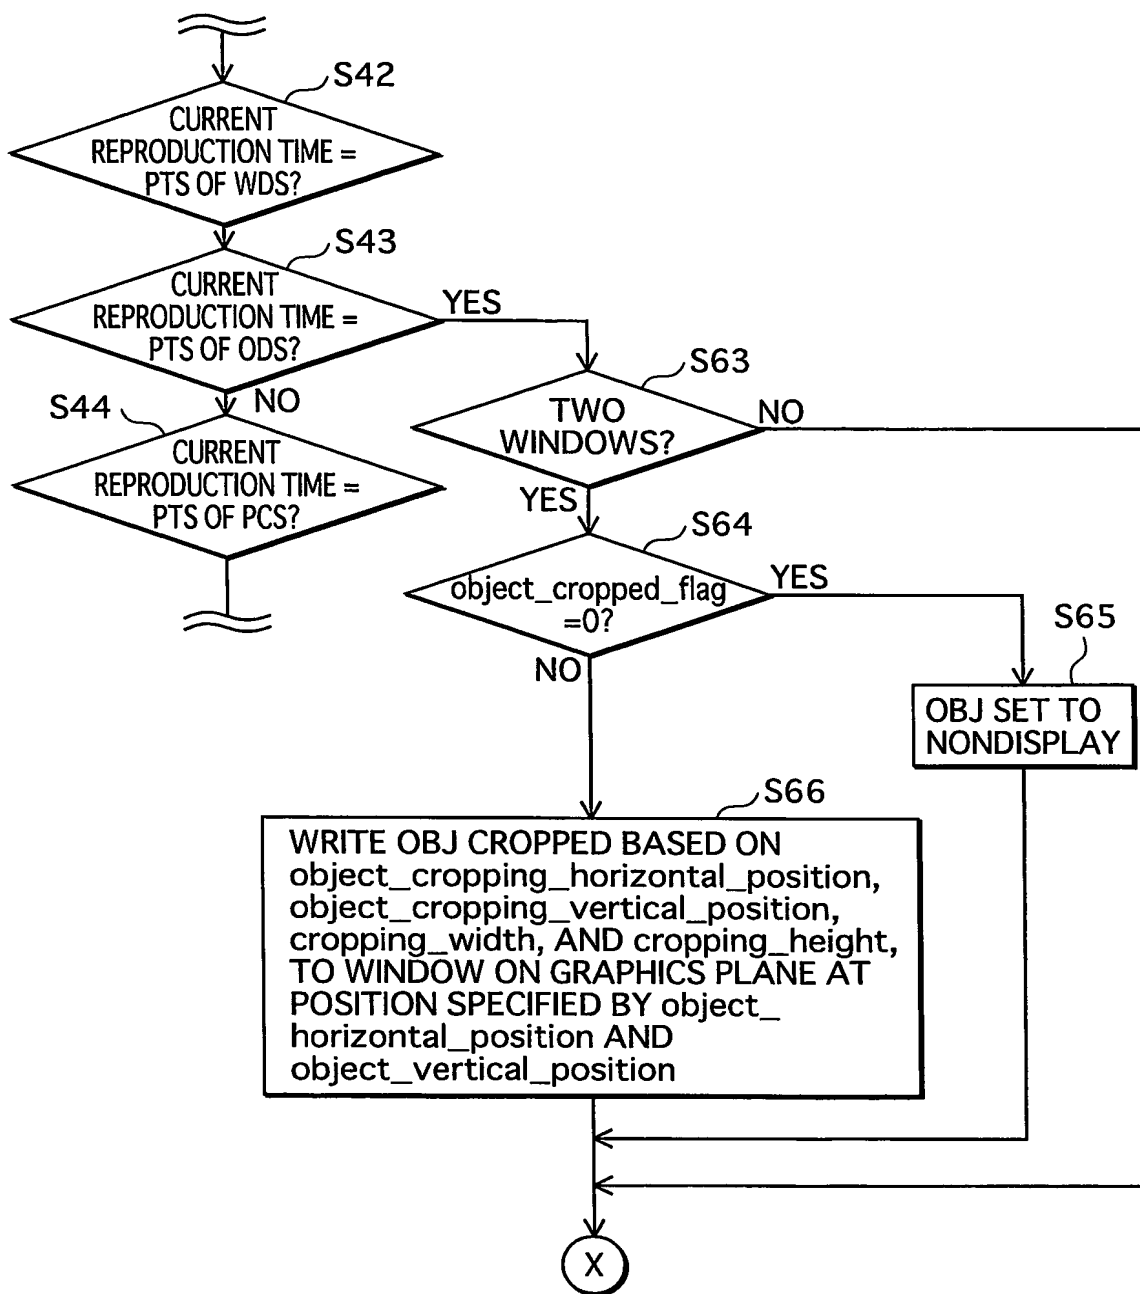 S42
CURRENT
REPRODUCTION TIME =
PTS OF WDS?
S43
CURRENT
REPRODUCTION TIME =
PTS OF ODS?
YES
NO
S44
CURRENT
REPRODUCTION TIME =
PTS OF PCS?
S63
TWO
WINDOWS?
NO
YES
S64
object_cropped_flag
=0?
YES
NO
S65
OBJ SET TO
NONDISPLAY
S66
WRITE OBJ CROPPED BASED ON
object_cropping_horizontal_position,
object_cropping_vertical_position,
cropping_width, AND cropping_height,
TO WINDOW ON GRAPHICS PLANE AT
POSITION SPECIFIED BY object_
horizontal_position AND
object_vertical_position
X